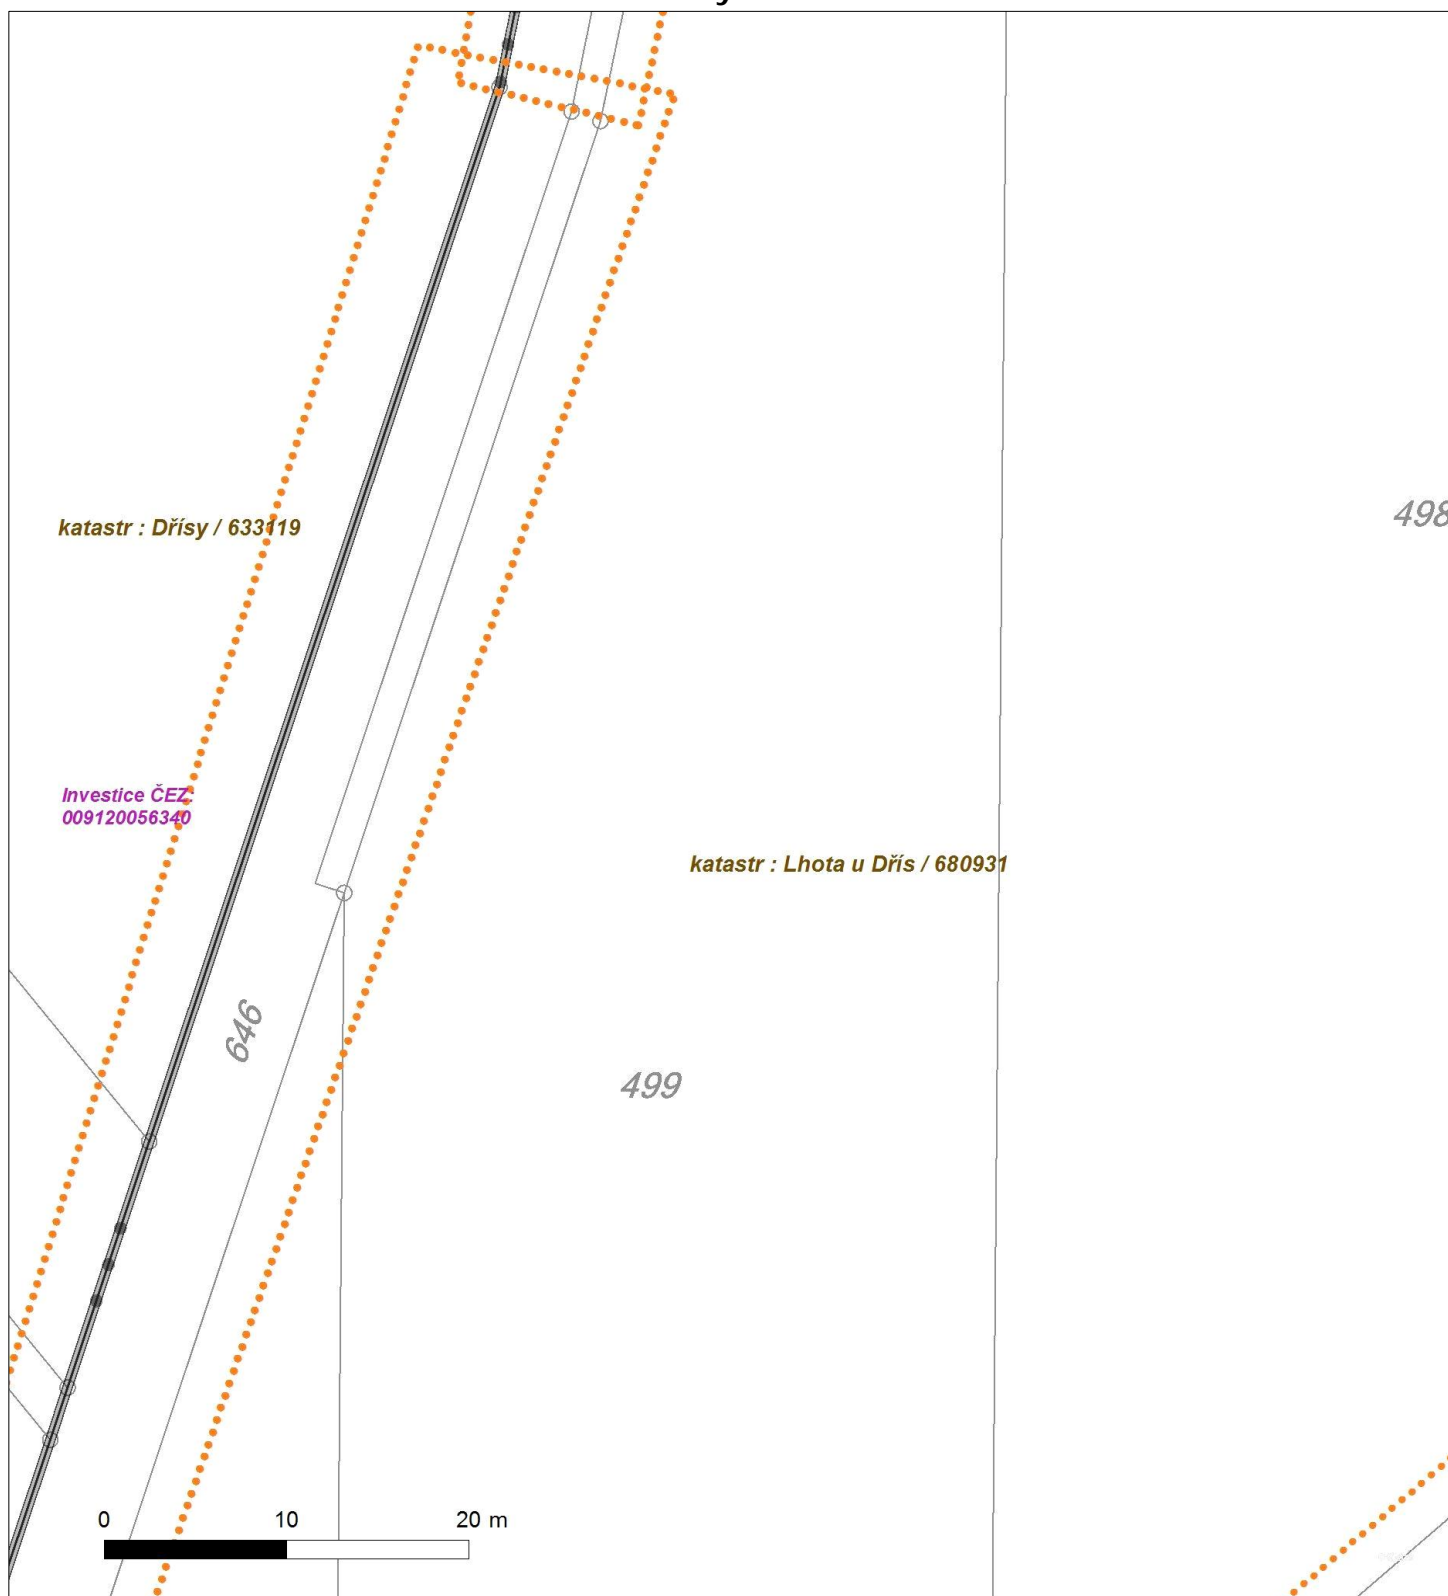 katastr : Dřísy / 633119
498
Investice ČEZ:
009120056340
katastr : Lhota u Dřís / 680931
646
499
0 10 20 m